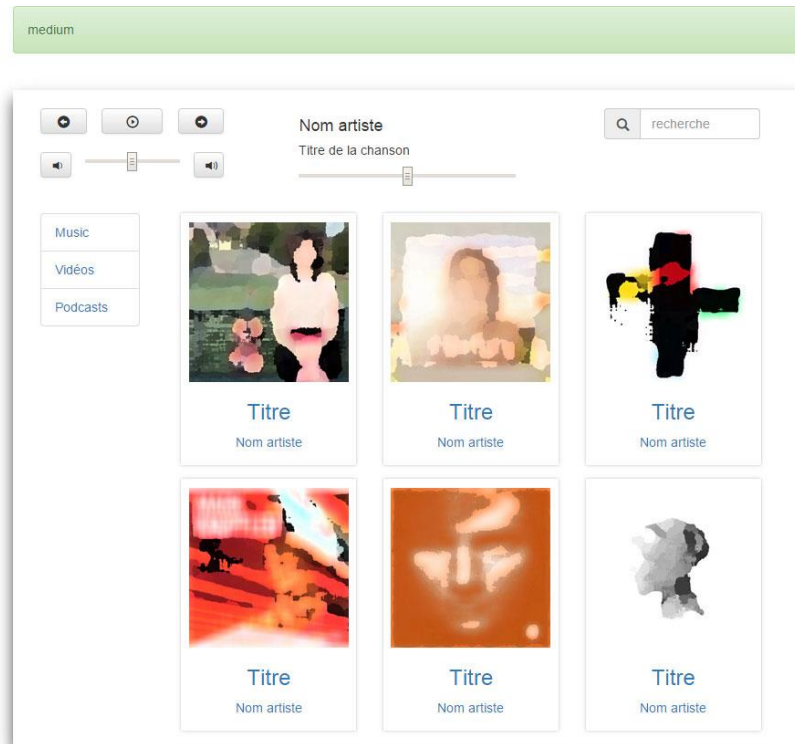 medium
Nom artiste
Titre de la chanson
recherche
Music
Vidéos
Podcasts
Titre
Nom artiste
Titre
Nom artiste
Titre
Nom artiste
Titre
Nom artiste
Titre
Nom artiste
Titre
Nom artiste